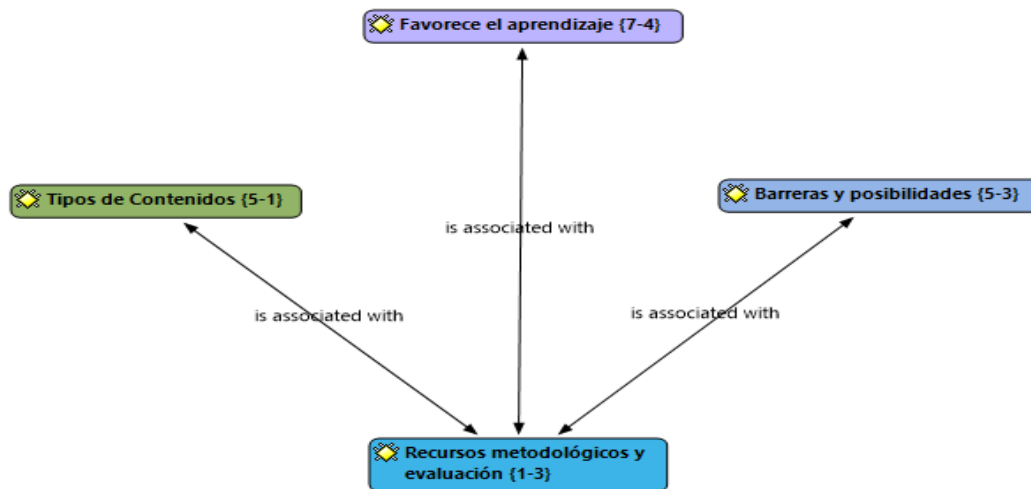 Favorece el aprendizaje {7-4}
Tipos de Contenidos {5-1}
Barreras y posibilidades {5-3}
is associated with
is associated with
is associated with
Recursos metodológicos y
evaluación {1-3}